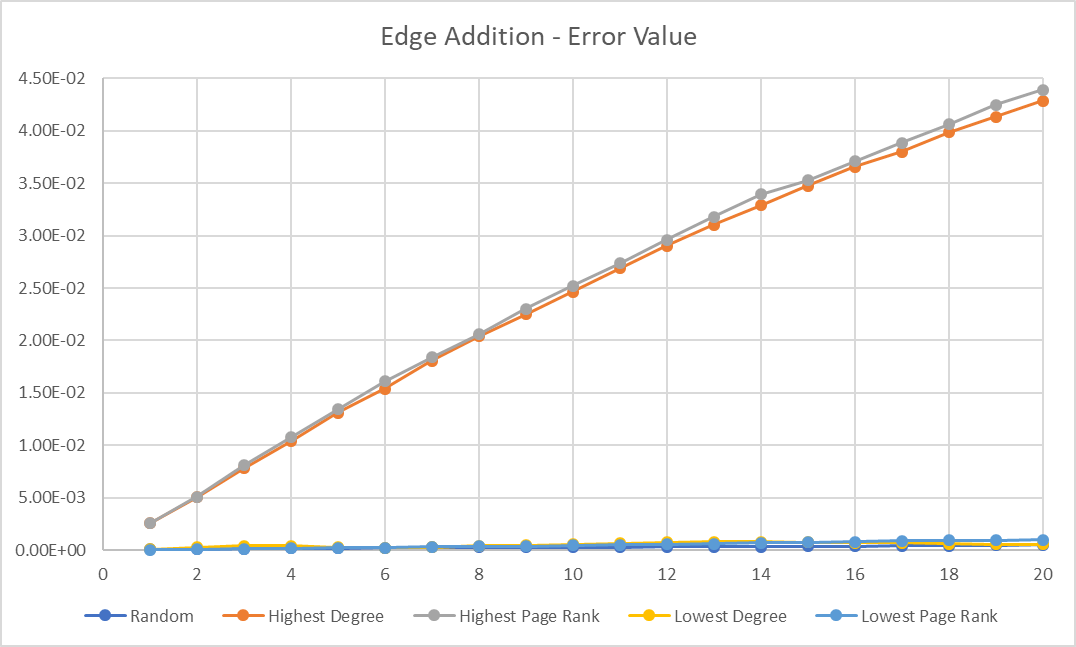 Edge Addition - Error Value
4.50E-02
4.00E-02
3.50E-02
3.00E-02
2.50E-02
2.00E-02
1.50E-02
1.00E-02
5.00E-03
0.00E+00
0 2 4 6 8 10 12 14 16 18 20
Random Highest Degree Highest Page Rank Lowest Degree Lowest Page Rank